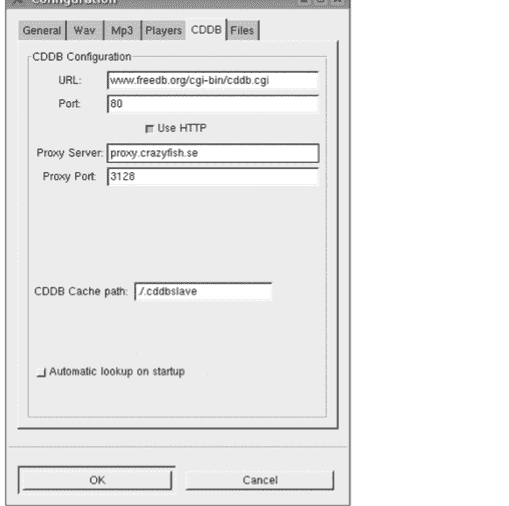 Configuration
General Wav Mp3 Players CDDB Files
CDDB Configuration
URL: www.freedb.org/cgi-bin/cddb.cgi
Port: 80
Use HTTP
Proxy Server: proxy.crazyfish.se
Proxy Port: 3128
CDDB Cache path: ./.cddbslave
Automatic lookup on startup
OK Cancel